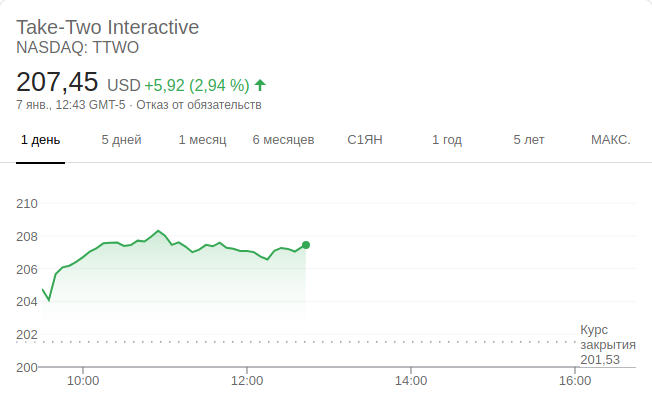 Take-Two Interactive
NASDAQ: TTWO
207,45 USD +5,92 (2,94 %)
7 янв., 12:43 GMT-5 · Отказ от обязательств
1 день 5 дней 1 месяц 6 месяцев С1ЯН 1 год 5 лет МАКС.
210
208
206
204
202
200
Курс
закрытия
201,53
10:00 12:00 14:00 16:00